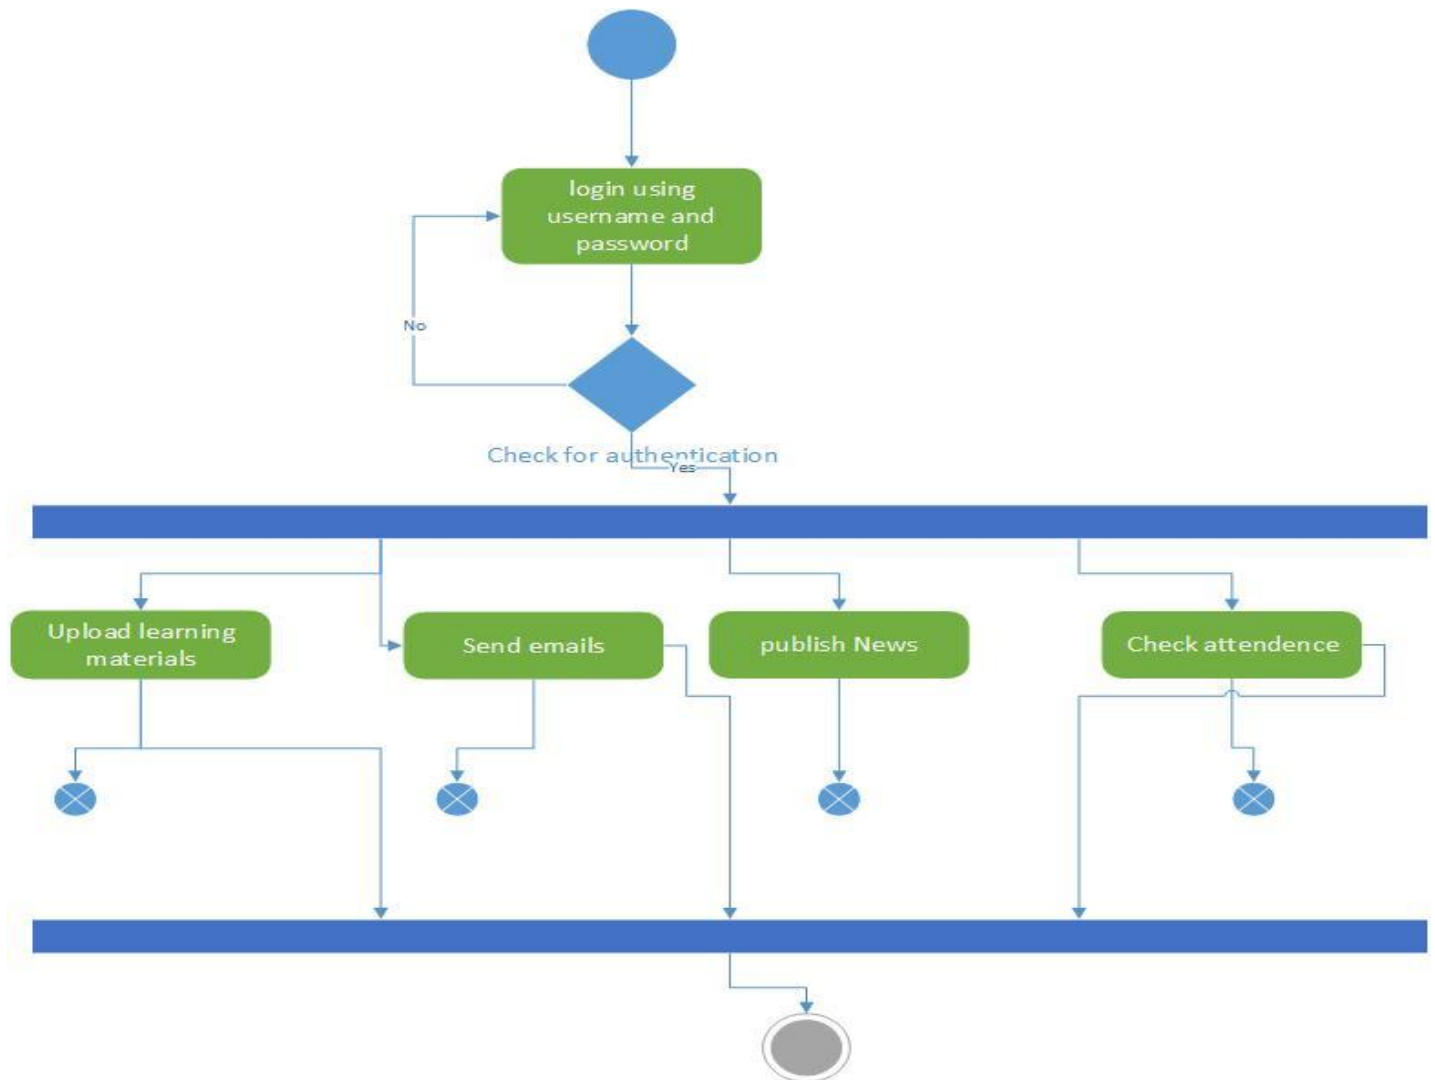 login using
username and
password
No
Check for authentication
Yes
Upload learning
materials
Send emails
publish News
Check attendence